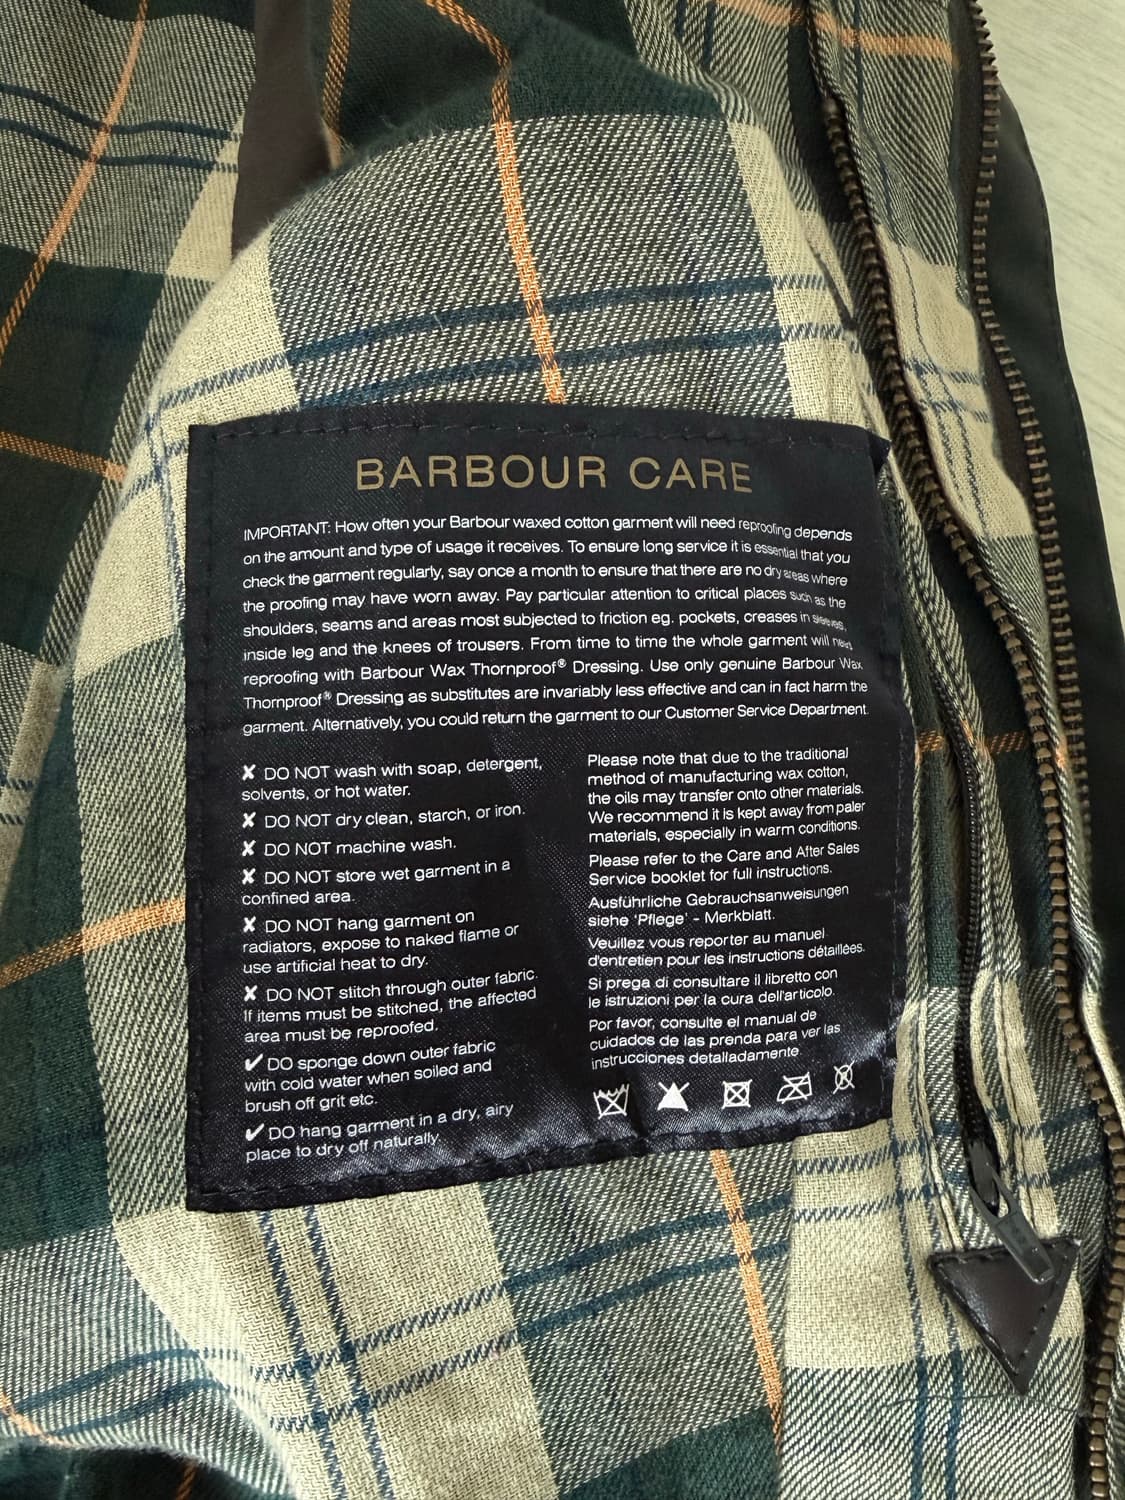 BARBOUR CARE
IMPORTANT: How often your Barbour waxed cotton garment will need reproofing depends
on the amount and type of usage it receives. To ensure long service it is essential that you
check the garment regularly, say once a month to ensure that there are no dry areas where
the proofing may have worn away. Pay particular attention to critical places such as the
shoulders, seams and areas most subjected to friction eg. pockets, creases in sleeves,
inside leg and the knees of trousers. From time to time the whole garment will need
reproofing with Barbour Wax Thornproof® Dressing. Use only genuine Barbour Wax
Thornproof® Dressing as substitutes are invariably less effective and can in fact harm the
garment. Alternatively, you could return the garment to our Customer Service Department.
✘ DO NOT wash with soap, detergent,
solvents, or hot water.
✘ DO NOT dry clean, starch, or iron.
✘ DO NOT machine wash.
✘ DO NOT store wet garment in a
confined area.
✘ DO NOT hang garment on
radiators, expose to naked flame or
use artificial heat to dry.
✘ DO NOT stitch through outer fabric.
If items must be stitched, the affected
area must be reproofed.
✔ DO sponge down outer fabric
with cold water when soiled and
brush off grit etc.
✔ DO hang garment in a dry, airy
place to dry off naturally
Please note that due to the traditional
method of manufacturing wax cotton,
the oils may transfer onto other materials.
We recommend it is kept away from paler
materials, especially in warm conditions.
Please refer to the Care and After Sales
Service booklet for full instructions.
Ausführliche Gebrauchsanweisungen
siehe 'Pflege' - Merkblatt.
Veuillez vous reporter au manuel
d'entretien pour les instructions détaillées.
Si prega di consultare il libretto con
le istruzioni per la cura dell'articolo.
Por favor, consulte el manual de
cuidados de las prenda para ver las
instrucciones detalladamente.